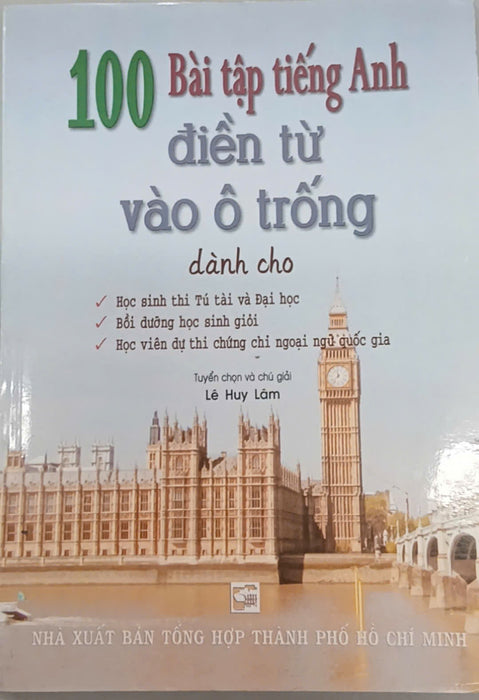 100 Bài tập tiếng Anh
điền từ
vào ô trống
dành cho
✓ Học sinh thi Tú tài và Đại học
✓ Bồi dưỡng học sinh giỏi
✓ Học viên dự thi chứng chỉ ngoại ngữ quốc gia
Tuyển chọn và chú giải
Lê Huy Lâm
NHÀ XUẤT BẢN TỔNG HỢP THÀNH PHỐ HỒ CHÍ MINH